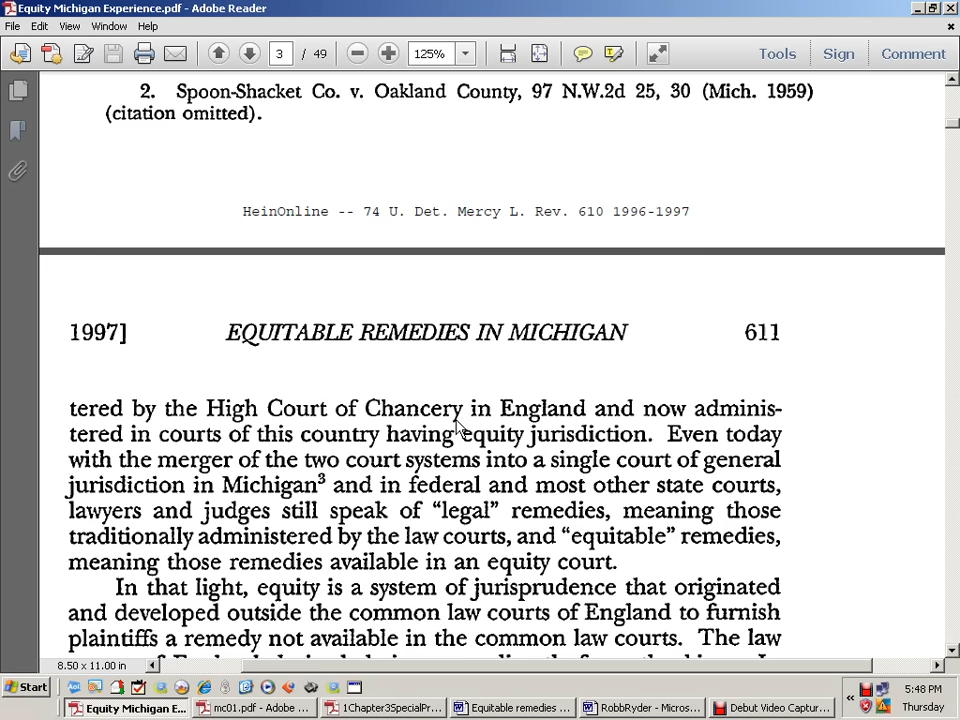 Equity Michigan Experience.pdf - Adobe Reader
File Edit View Window Help
3 / 49 125% Tools Sign Comment
2. Spoon-Shacket Co. v. Oakland County, 97 N.W.2d 25, 30 (Mich. 1959)
(citation omitted).
HeinOnline -- 74 U. Det. Mercy L. Rev. 610 1996-1997
1997] EQUITABLE REMEDIES IN MICHIGAN 611
tered by the High Court of Chancery in England and now adminis-
tered in courts of this country having equity jurisdiction. Even today
with the merger of the two court systems into a single court of general
jurisdiction in Michigan3 and in federal and most other state courts,
lawyers and judges still speak of "legal" remedies, meaning those
traditionally administered by the law courts, and "equitable" remedies,
meaning those remedies available in an equity court.
In that light, equity is a system of jurisprudence that originated
and developed outside the common law courts of England to furnish
plaintiffs a remedy not available in the common law courts. The law
8.50 x 11.00 in
Start 5:48 PM
Thursday
Equity Michigan E... mc01.pdf - Adobe ... 1Chapter3SpecialPr... Equitable remedies ... RobbRyder - Micros... Debut Video Captur...